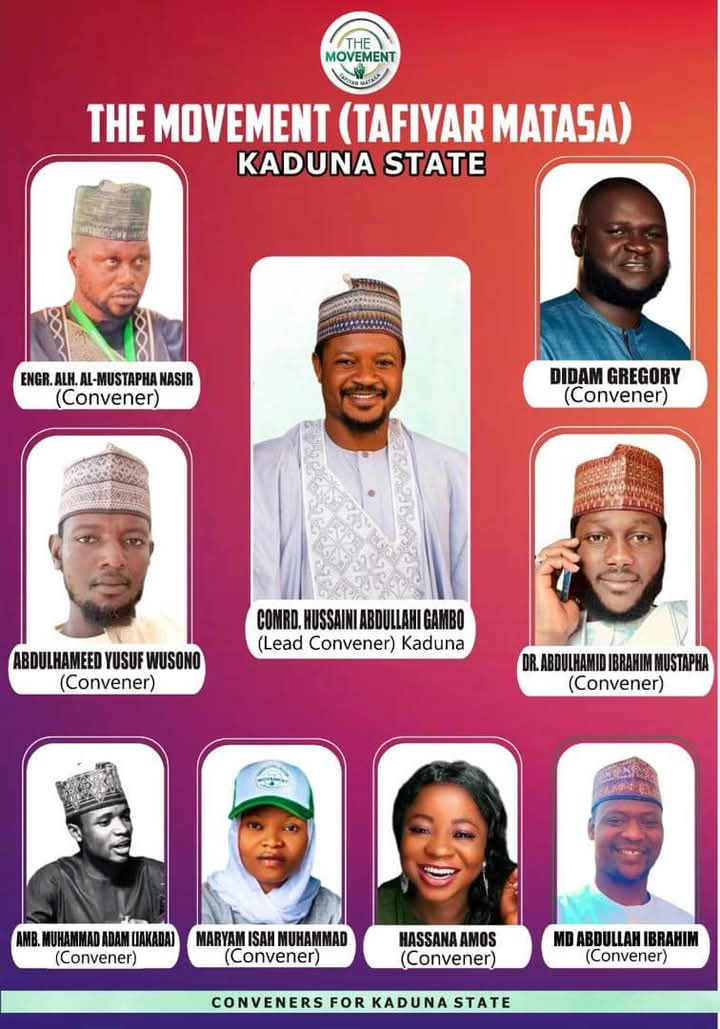 THE
MOVEMENT
TAFIYAR MATASA
THE MOVEMENT (TAFIYAR MATASA)
KADUNA STATE
ENGR. ALH. AL-MUSTAPHA NASIR
(Convener)
DIDAM GREGORY
(Convener)
COMRD. HUSSAINI ABDULLAHI GAMBO
(Lead Convener) Kaduna
ABDULHAMEED YUSUF WUSONO
(Convener)
DR. ABDULHAMID IBRAHIM MUSTAPHA
(Convener)
AMB. MUHAMMAD ADAM (JAKADA)
(Convener)
MOVEMENT
MARYAM ISAH MUHAMMAD
(Convener)
HASSANA AMOS
(Convener)
MD ABDULLAH IBRAHIM
(Convener)
CONVENERS FOR KADUNA STATE